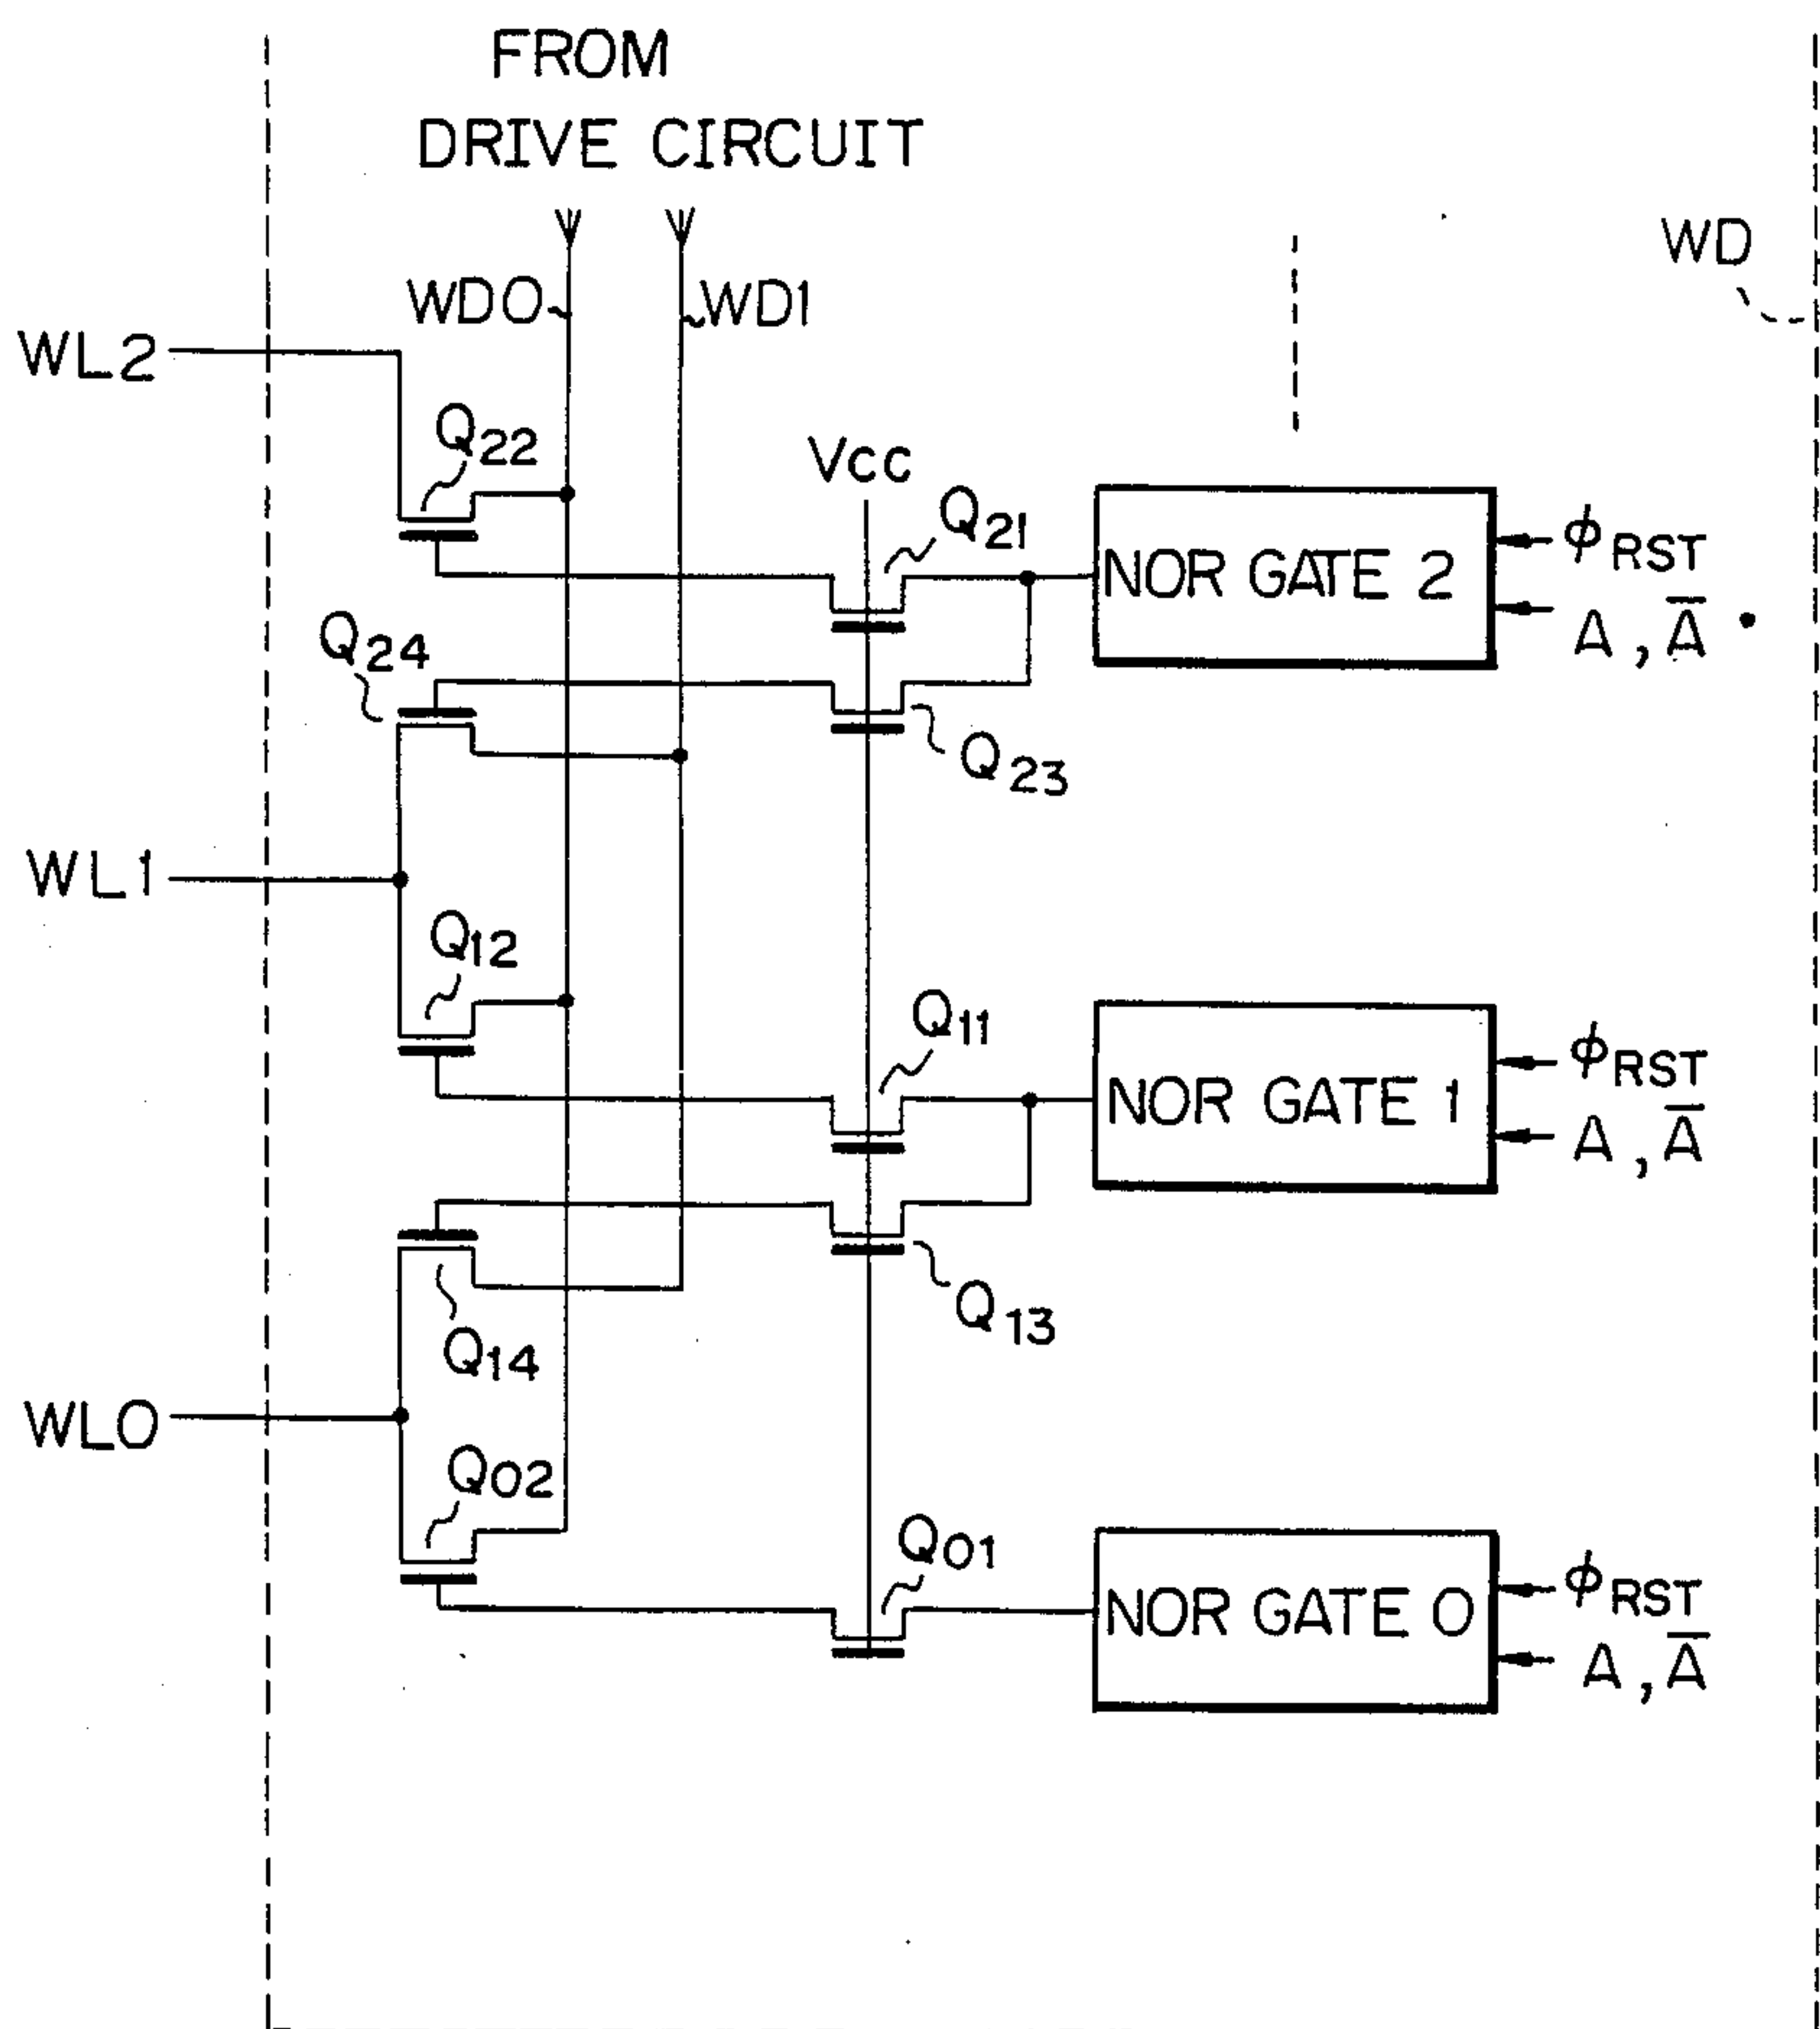 FROM
DRIVE CIRCUIT
WD
WD0
WD1
WL2
Q22
Vcc
Q21
NOR GATE 2
φRST
A, A̅
Q24
Q23
WL1
Q12
Q11
NOR GATE 1
φRST
A, A̅
Q14
Q13
WL0
Q02
Q01
NOR GATE 0
φRST
A, A̅